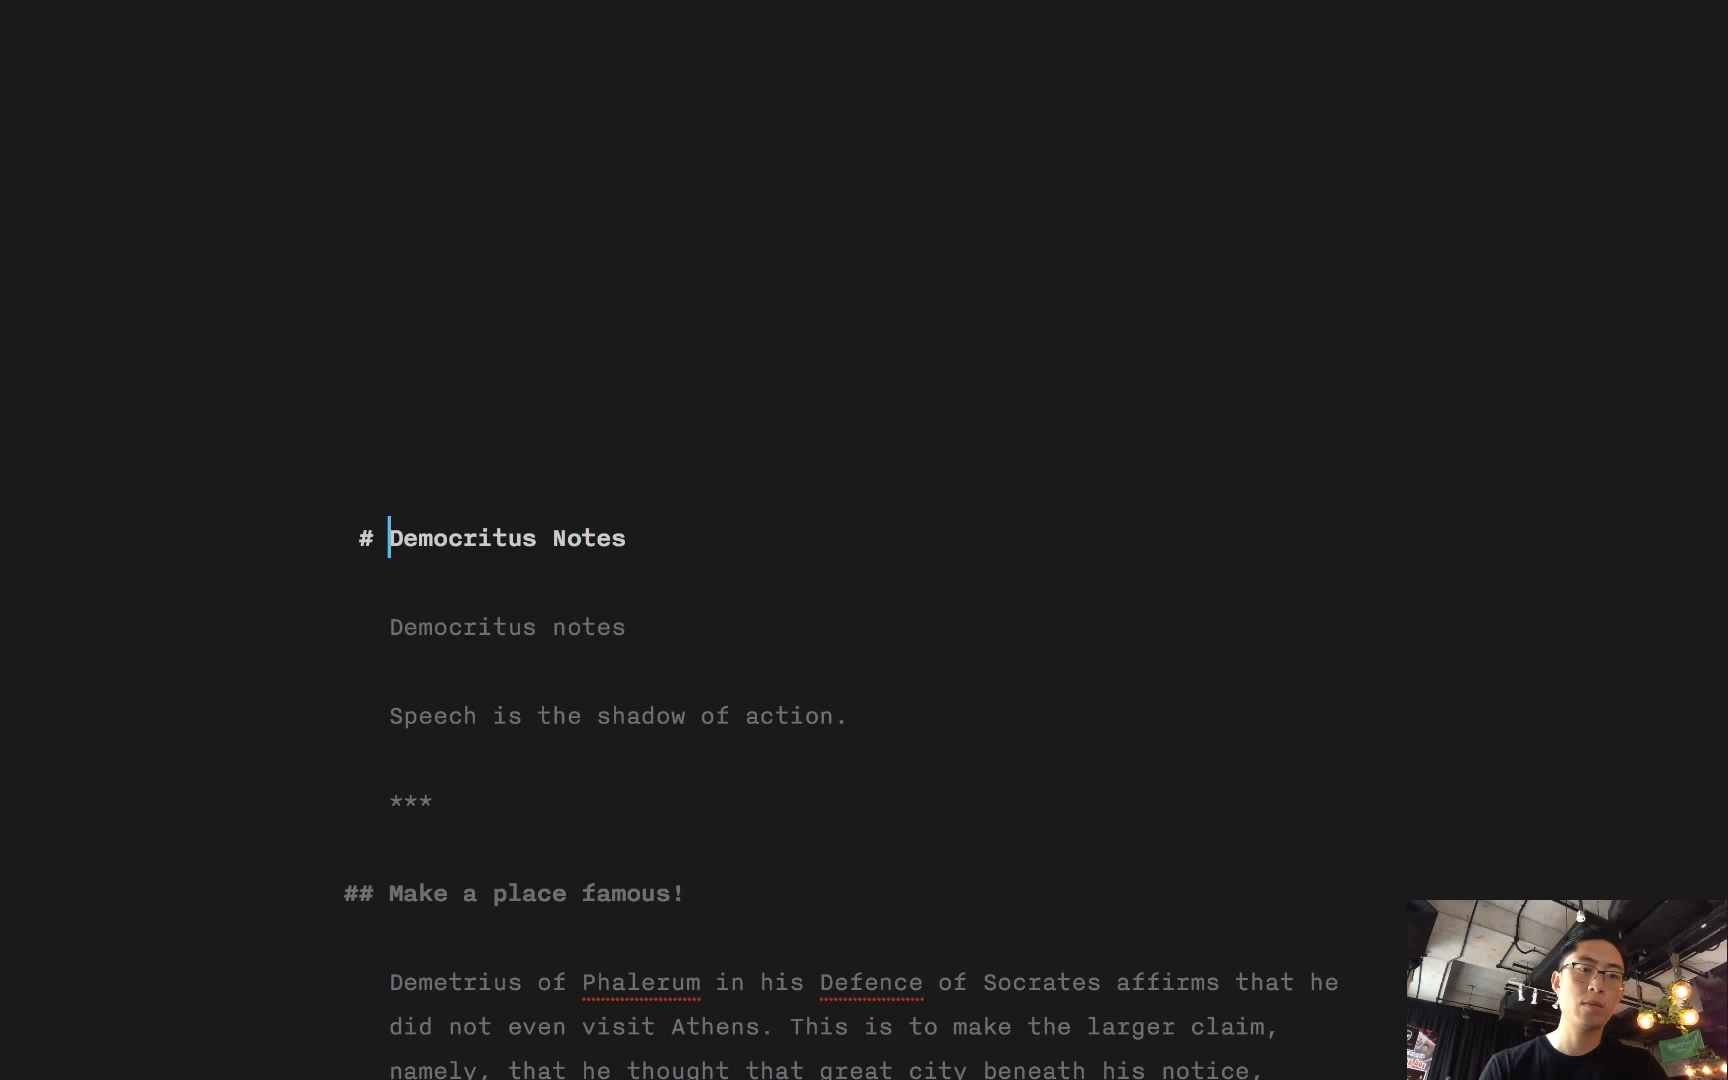 # Democritus Notes
Democritus notes
Speech is the shadow of action.
***
## Make a place famous!
Demetrius of Phalerum in his Defence of Socrates affirms that he
did not even visit Athens. This is to make the larger claim,
namely, that he thought that great city beneath his notice,